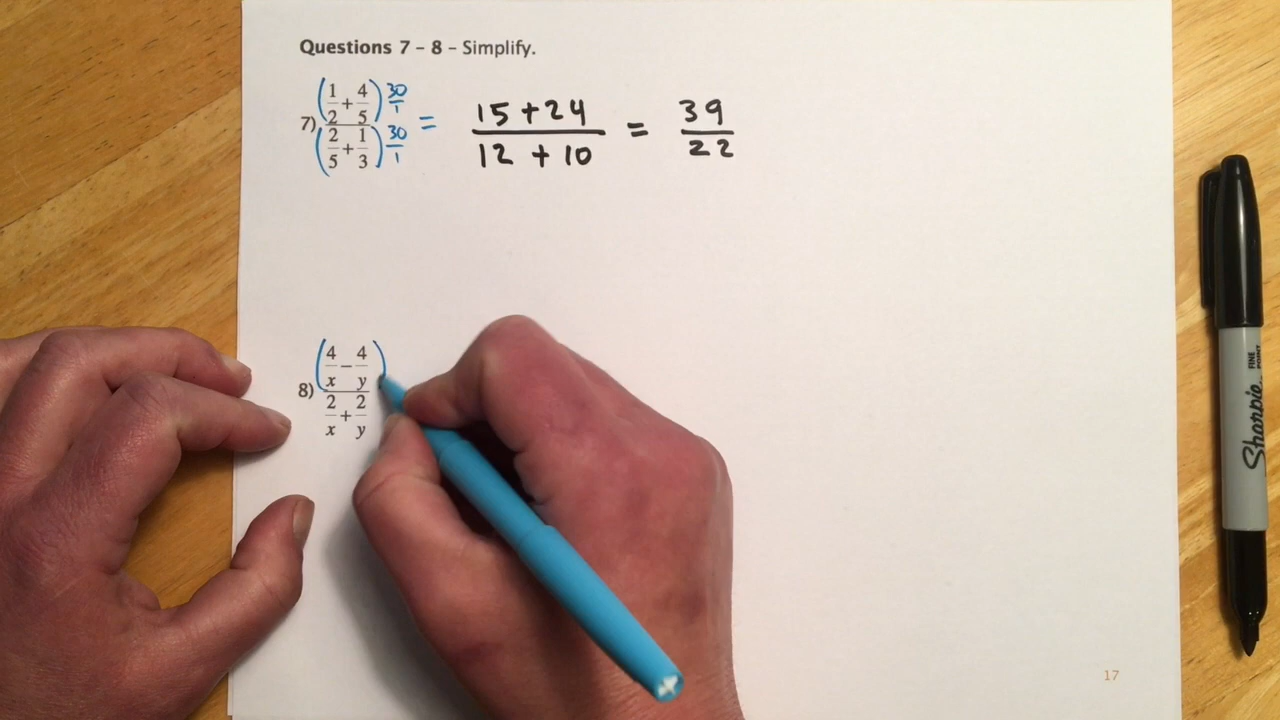 Questions 7 – 8 – Simplify.
7) (1/2 + 4/5) 30/1 / (2/5 + 1/3) 30/1 = 15 + 24 / 12 + 10 = 39 / 22
8) (4/x − 4/y) / 2/x + 2/y
FINE POINT
Sharpie
17